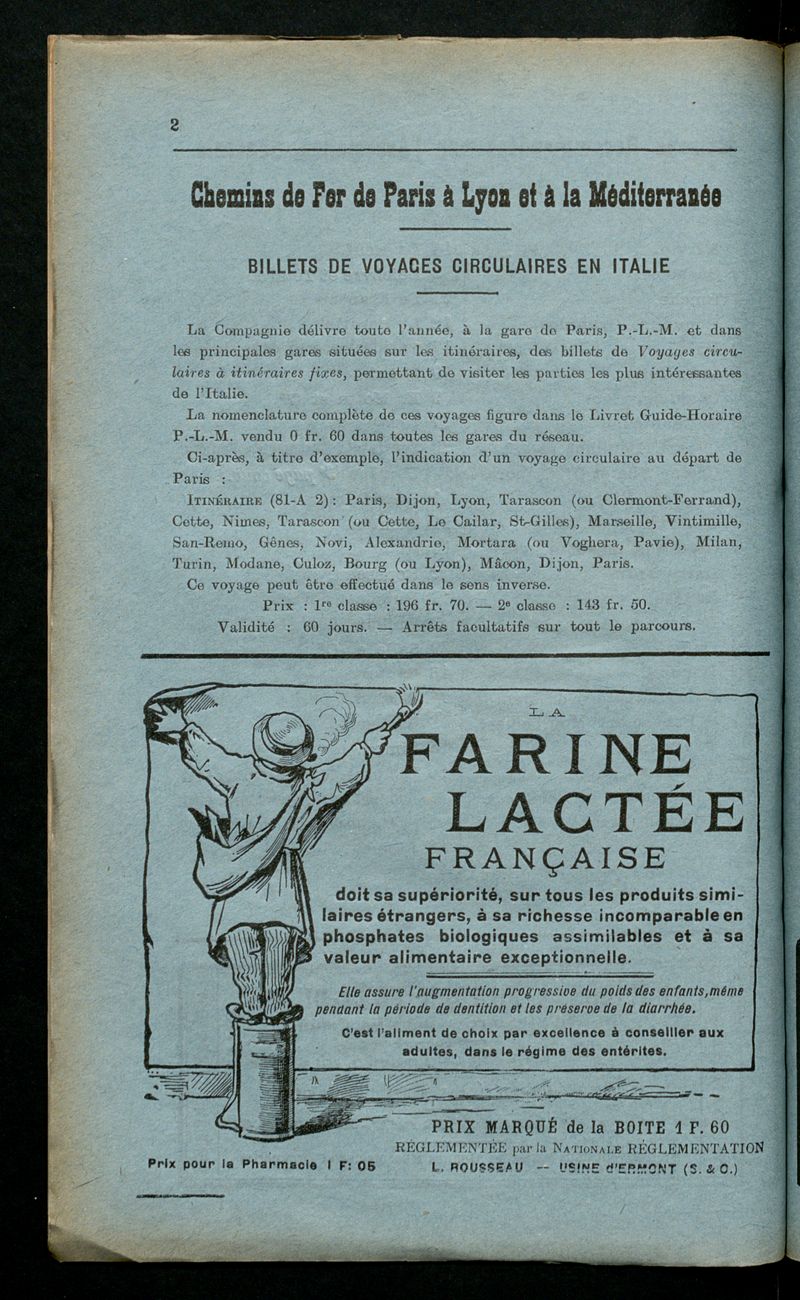 2
Chemins de Fer de Paris à Lyon et à la Méditerranée
BILLETS DE VOYAGES CIRCULAIRES EN ITALIE
La Compagnie délivre toute l'année, à la gare de Paris, P.-L.-M. et dans
les principales gares situées sur les itinéraires, des billets de Voyages circu-
laires à itinéraires fixes, permettant de visiter les parties les plus intéressantes
de l'Italie.
La nomenclature complète de ces voyages figure dans le Livret Guide-Horaire
P.-L.-M. vendu 0 fr. 60 dans toutes les gares du réseau.
Ci-après, à titre d'exemple, l'indication d'un voyage circulaire au départ de
Paris :
ITINÉRAIRE (81-A 2) : Paris, Dijon, Lyon, Tarascon (ou Clermont-Ferrand),
Cette, Nimes, Tarascon (ou Cette, Le Cailar, St-Gilles), Marseille, Vintimille,
San-Remo, Gênes, Novi, Alexandrie, Mortara (ou Voghera, Pavie), Milan,
Turin, Modane, Culoz, Bourg (ou Lyon), Mâcon, Dijon, Paris.
Ce voyage peut être effectué dans le sens inverse.
Prix : 1re classe : 196 fr. 70. — 2e classe : 143 fr. 50.
Validité : 60 jours. — Arrêts facultatifs sur tout le parcours.
LA
FARINE
LACTÉE
FRANÇAISE
doit sa supériorité, sur tous les produits simi-
laires étrangers, à sa richesse incomparable en
phosphates biologiques assimilables et à sa
valeur alimentaire exceptionnelle.
Elle assure l'augmentation progressive du poids des enfants, même
pendant la période de dentition et les préserve de la diarrhée.
C'est l'aliment de choix par excellence à conseiller aux
adultes, dans le régime des entérites.
PRIX MARQUÉ de la BOITE 1 F. 60
RÉGLEMENTÉE par la NATIONALE RÉGLEMENTATION
Prix pour la Pharmacie 1 F: 05
L. ROUSSEAU — USINE d'ERMONT (S. & O.)